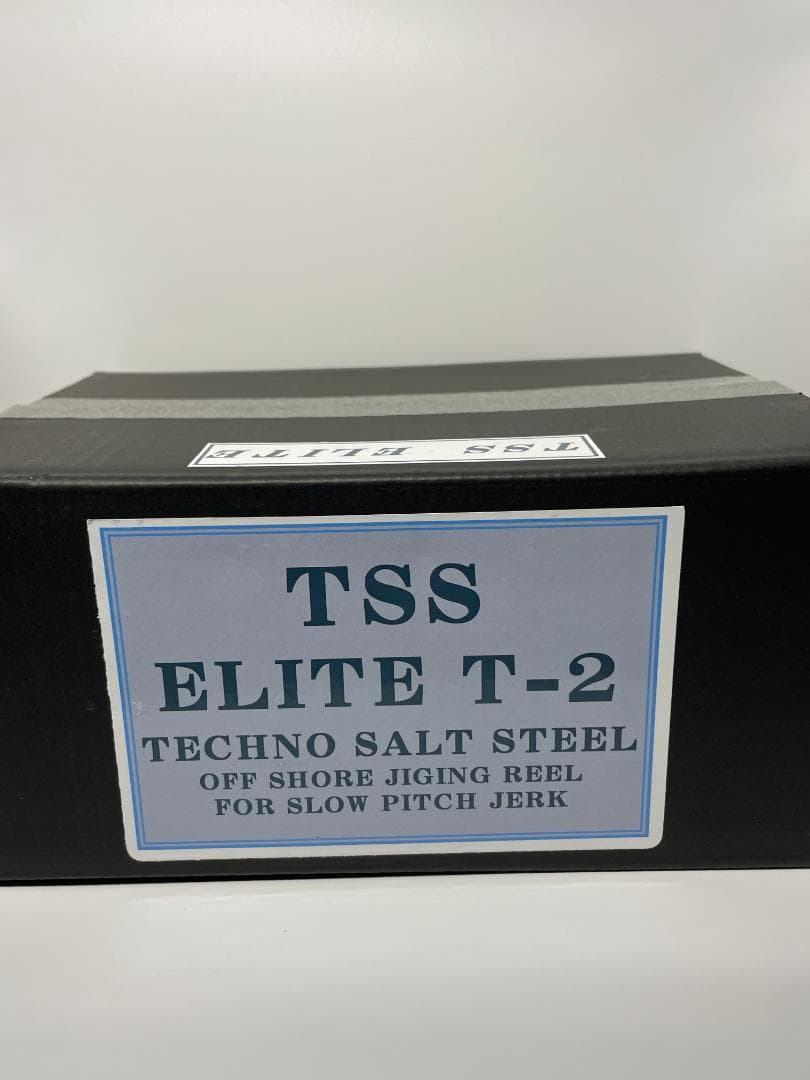 TSS ELITE
TSS
ELITE T-2
TECHNO SALT STEEL
OFF SHORE JIGING REEL
FOR SLOW PITCH JERK